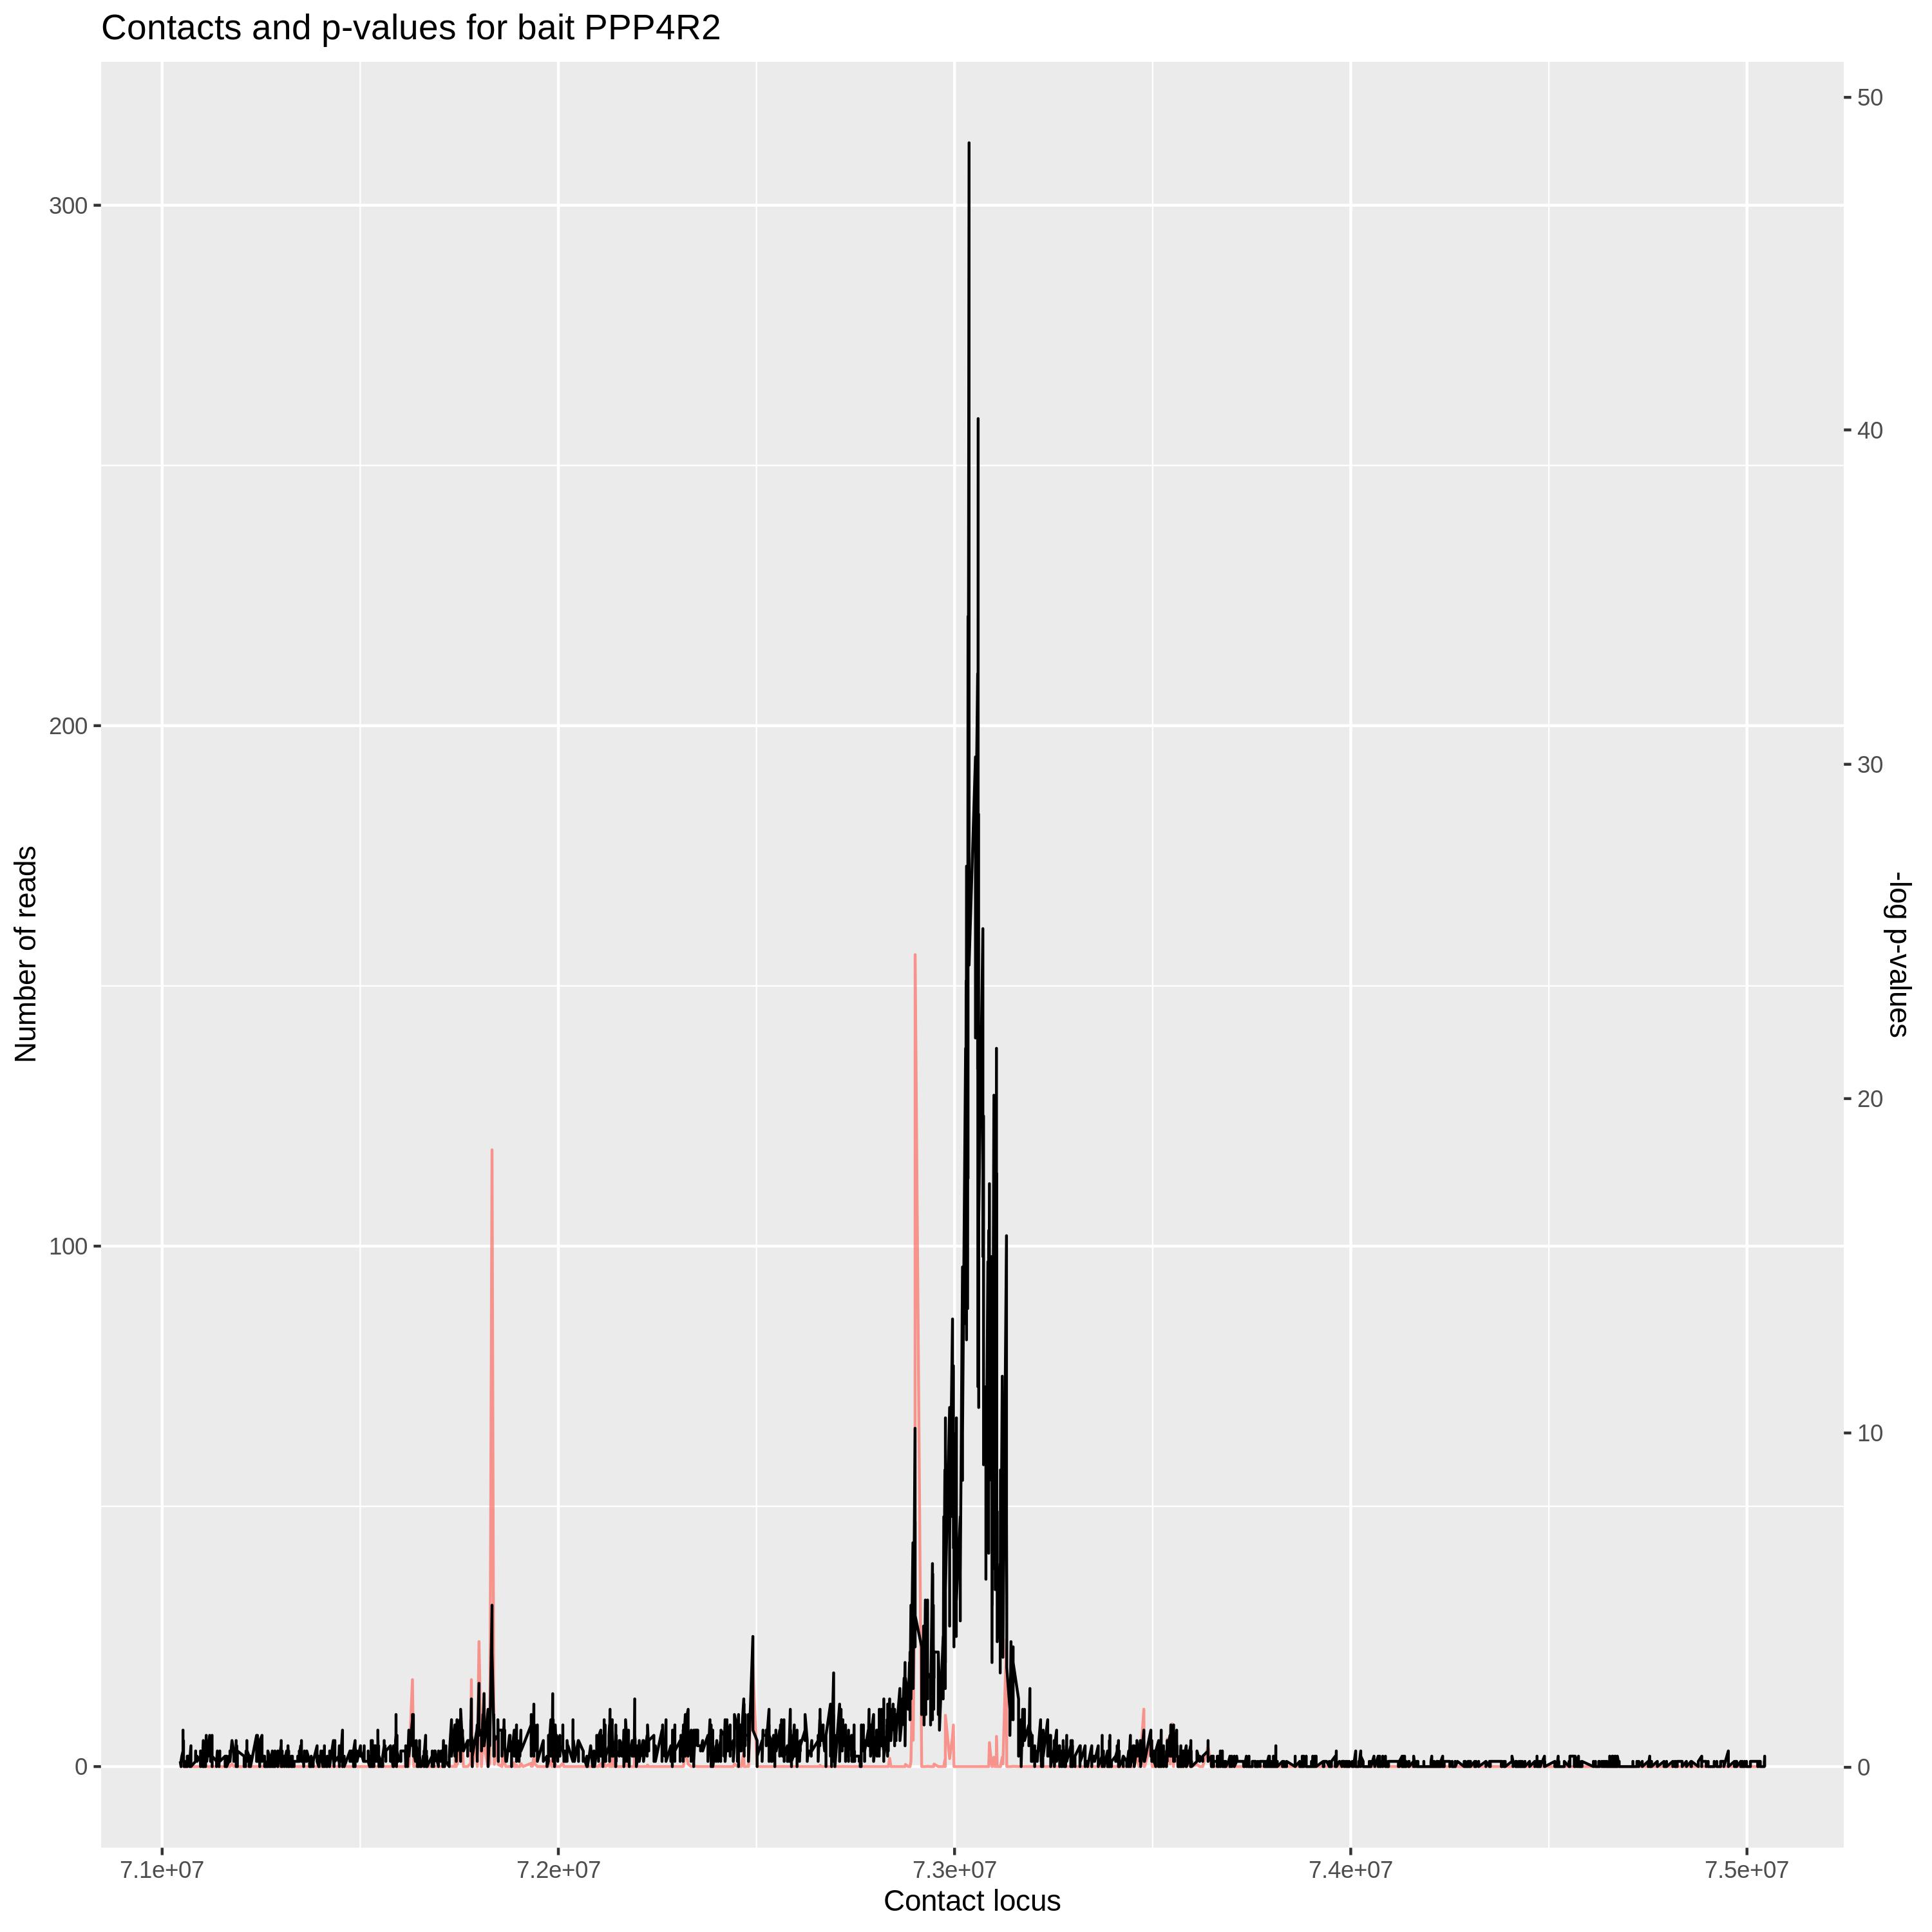 Contacts and p-values for bait PPP4R2
50
300
40
200
30
Number of reads
-log p-values
20
100
10
0
0
7.1e+07
7.2e+07
7.3e+07
7.4e+07
7.5e+07
Contact locus